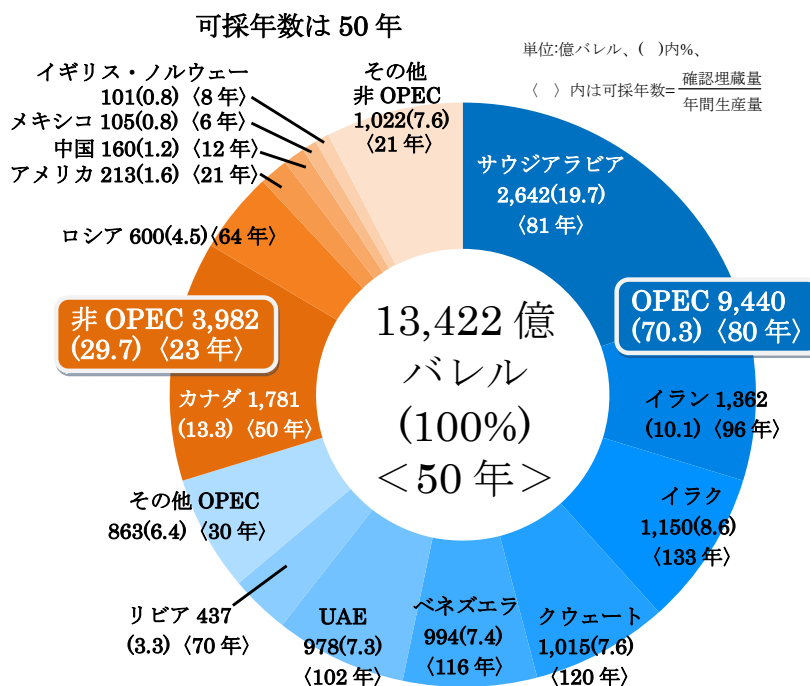 可採年数は 50 年
単位:億バレル、( )内%、
〈 〉内は可採年数=確認埋蔵量
年間生産量
イギリス・ノルウェー
101(0.8)〈8 年〉
メキシコ 105(0.8)〈6 年〉
中国 160(1.2)〈12 年〉
アメリカ 213(1.6)〈21 年〉
ロシア 600(4.5)〈64 年〉
その他
非 OPEC
1,022(7.6)
〈21 年〉
サウジアラビア
2,642(19.7)
〈81 年〉
OPEC 9,440
(70.3)〈80 年〉
非 OPEC 3,982
(29.7)〈23 年〉
13,422 億
バレル
(100%)
＜50 年＞
カナダ 1,781
(13.3)〈50 年〉
イラン 1,362
(10.1)〈96 年〉
その他 OPEC
863(6.4)〈30 年〉
イラク
1,150(8.6)
〈133 年〉
リビア 437
(3.3)〈70 年〉
UAE
978(7.3)
〈102 年〉
ベネズエラ
994(7.4)
〈116 年〉
クウェート
1,015(7.6)
〈120 年〉